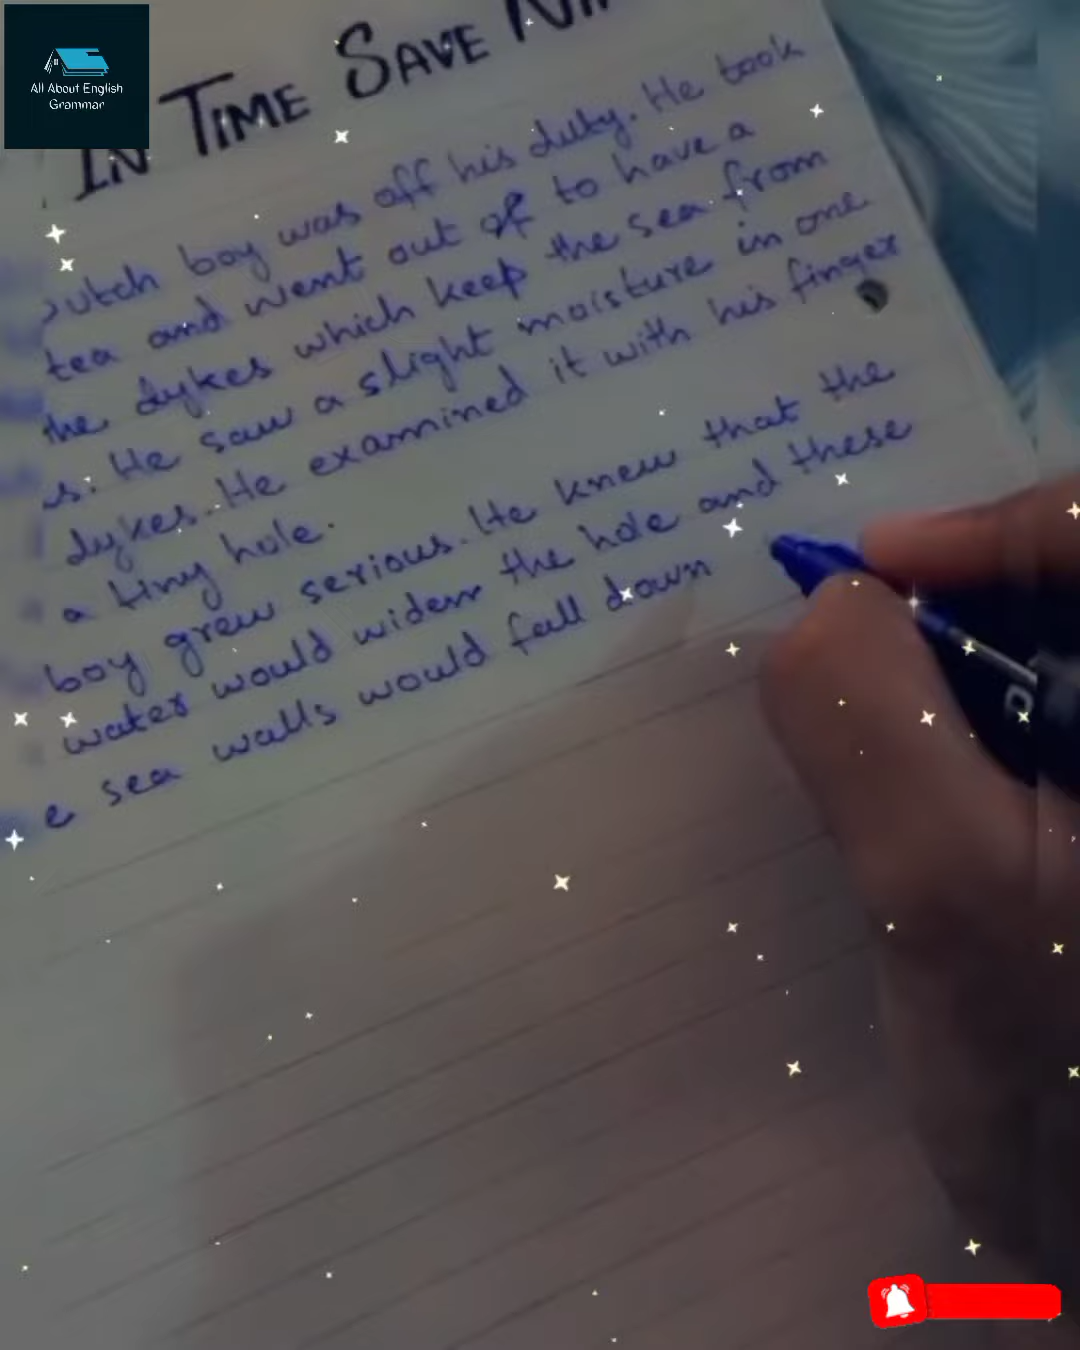 All About English
Grammar
IN TIME SAVE NIN
utch boy was off his duty. He took
tea and went out of to have a
the dykes which keep the sea from
s. He saw a slight moisture in one
dykes. He examined it with his finger
a tiny hole.
boy grew serious. He knew that the
water would widen the hole and these
e sea walls would fall down